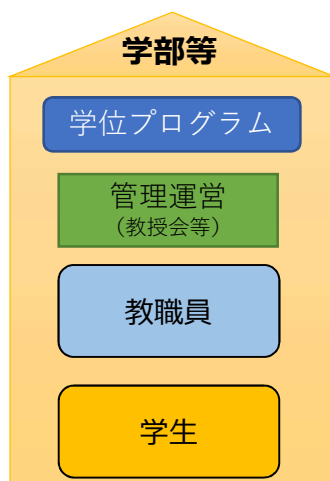 学部等
学位プログラム
管理運営
（教授会等）
教職員
学生